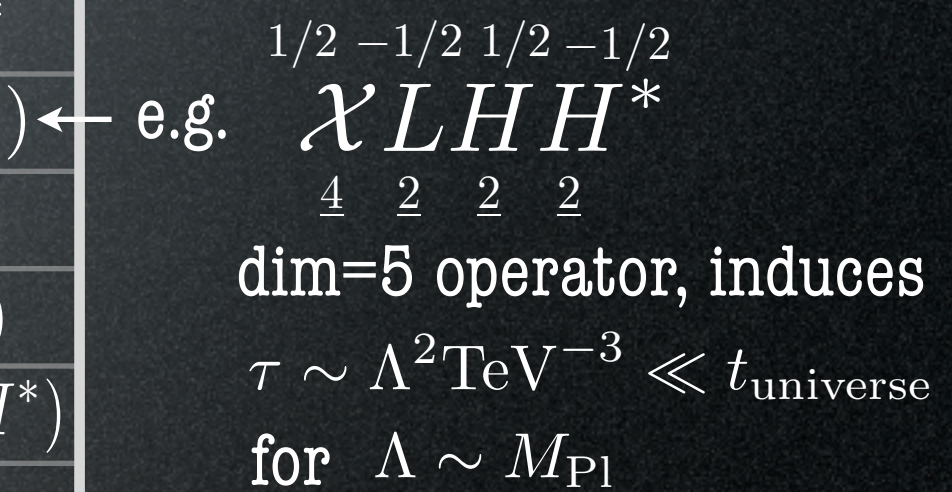 1/2 −1/2 1/2 −1/2
) ← e.g. 𝒳 L H H*
4 2 2 2
dim=5 operator, induces
)
τ ∼ Λ²TeV⁻³ ≪ t_universe
*)
for Λ ∼ M_Pl